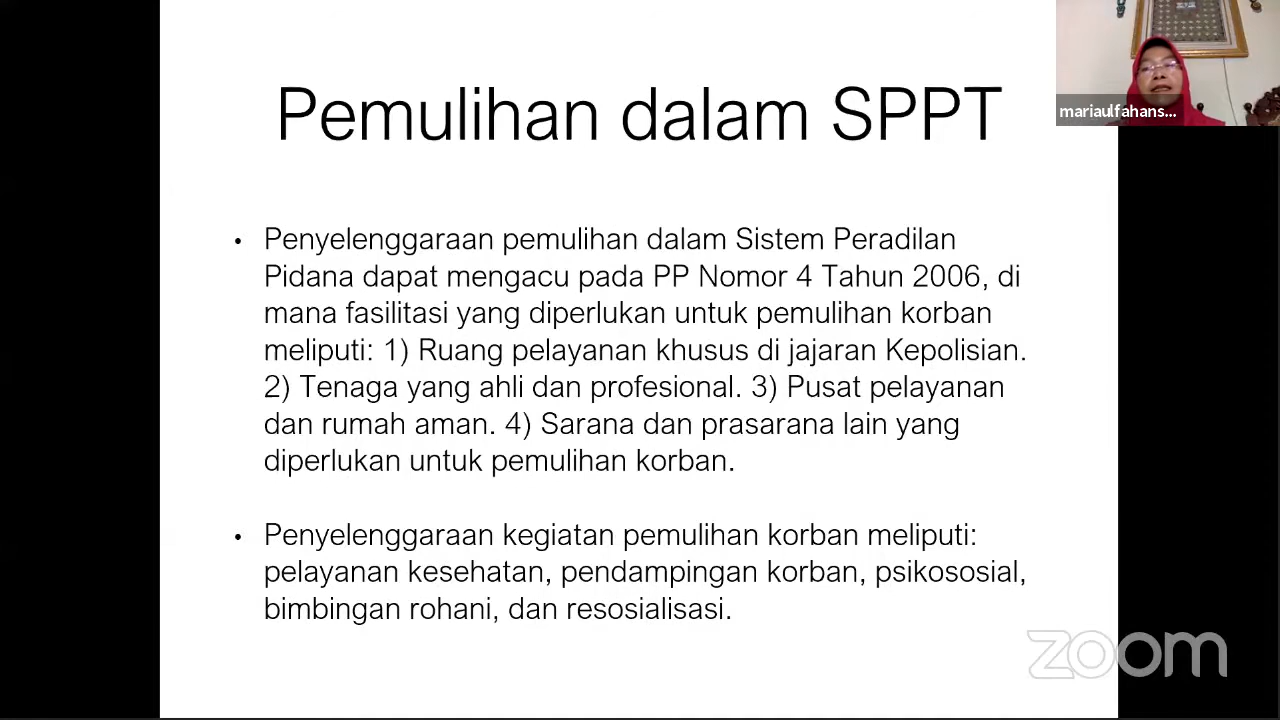 Pemulihan dalam SPPT
mariaulfahans...
• Penyelenggaraan pemulihan dalam Sistem Peradilan
Pidana dapat mengacu pada PP Nomor 4 Tahun 2006, di
mana fasilitasi yang diperlukan untuk pemulihan korban
meliputi: 1) Ruang pelayanan khusus di jajaran Kepolisian.
2) Tenaga yang ahli dan profesional. 3) Pusat pelayanan
dan rumah aman. 4) Sarana dan prasarana lain yang
diperlukan untuk pemulihan korban.
• Penyelenggaraan kegiatan pemulihan korban meliputi:
pelayanan kesehatan, pendampingan korban, psikososial,
bimbingan rohani, dan resosialisasi.
zoom